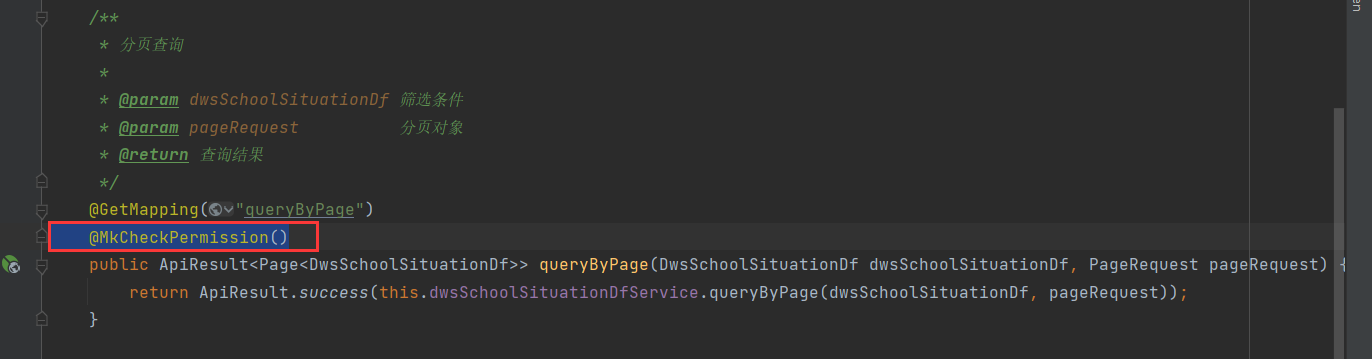 /**
* 分页查询
*
* @param dwsSchoolSituationDf 筛选条件
* @param pageRequest 分页对象
* @return 查询结果
*/
@GetMapping("queryByPage")
@MkCheckPermission()
public ApiResult<Page<DwsSchoolSituationDf>> queryByPage(DwsSchoolSituationDf dwsSchoolSituationDf, PageRequest pageRequest) {
return ApiResult.success(this.dwsSchoolSituationDfService.queryByPage(dwsSchoolSituationDf, pageRequest));
}